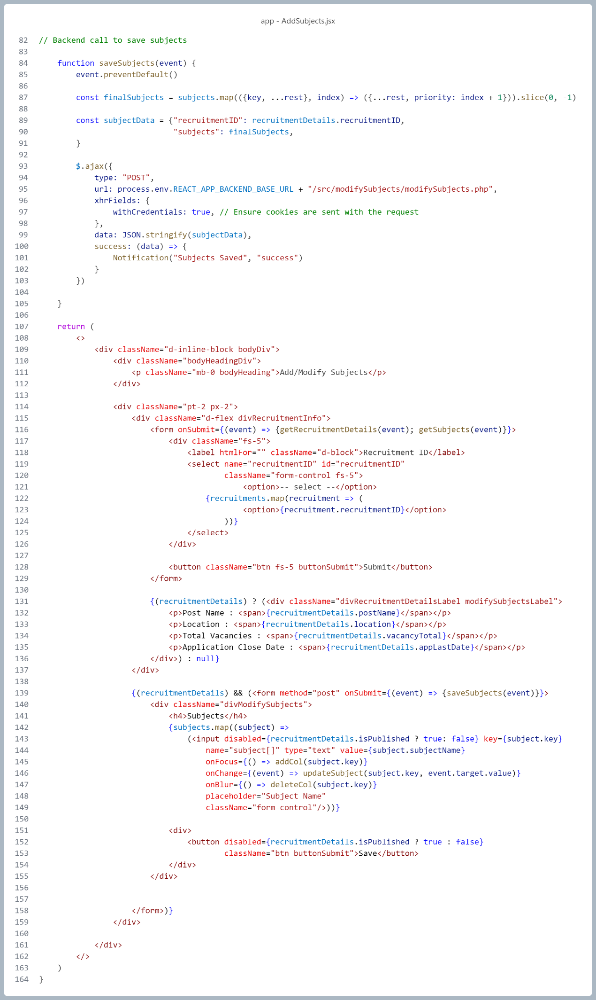 app - AddSubjects.jsx
82 // Backend call to save subjects
83
84     function saveSubjects(event) {
85         event.preventDefault()
86
87         const finalSubjects = subjects.map(({key, ...rest}, index) => ({...rest, priority: index + 1})).slice(0, -1)
88
89         const subjectData = {"recruitmentID": recruitmentDetails.recruitmentID,
90                              "subjects": finalSubjects,
91         }
92
93         $.ajax({
94             type: "POST",
95             url: process.env.REACT_APP_BACKEND_BASE_URL + "/src/modifySubjects/modifySubjects.php",
96             xhrFields: {
97                 withCredentials: true, // Ensure cookies are sent with the request
98             },
99             data: JSON.stringify(subjectData),
100             success: (data) => {
101                 Notification("Subjects Saved", "success")
102             }
103         })
104
105     }
106
107     return (
108         <>
109             <div className="d-inline-block bodyDiv">
110                 <div className="bodyHeadingDiv">
111                     <p className="mb-0 bodyHeading">Add/Modify Subjects</p>
112                 </div>
113
114                 <div className="pt-2 px-2">
115                     <div className="d-flex divRecruitmentInfo">
116                         <form onSubmit={(event) => {getRecruitmentDetails(event); getSubjects(event)}}>
117                             <div className="fs-5">
118                                 <label htmlFor="" className="d-block">Recruitment ID</label>
119                                 <select name="recruitmentID" id="recruitmentID"
120                                         className="form-control fs-5">
121                                             <option>-- select --</option>
122                                     {recruitments.map(recruitment => (
123                                             <option>{recruitment.recruitmentID}</option>
124                                         ))}
125                                 </select>
126                             </div>
127
128                             <button className="btn fs-5 buttonSubmit">Submit</button>
129                         </form>
130
131                         {(recruitmentDetails) ? (<div className="divRecruitmentDetailsLabel modifySubjectsLabel">
132                             <p>Post Name : <span>{recruitmentDetails.postName}</span></p>
133                             <p>Location : <span>{recruitmentDetails.location}</span></p>
134                             <p>Total Vacancies : <span>{recruitmentDetails.vacancyTotal}</span></p>
135                             <p>Application Close Date : <span>{recruitmentDetails.appLastDate}</span></p>
136                         </div>) : null}
137                     </div>
138
139                     {(recruitmentDetails) && (<form method="post" onSubmit={(event) => {saveSubjects(event)}}>
140                         <div className="divModifySubjects">
141                             <h4>Subjects</h4>
142                             {subjects.map((subject) =>
143                                 (<input disabled={recruitmentDetails.isPublished ? true: false} key={subject.key}
144                                     name="subject[]" type="text" value={subject.subjectName}
145                                     onFocus={() => addCol(subject.key)}
146                                     onChange={(event) => updateSubject(subject.key, event.target.value)}
147                                     onBlur={() => deleteCol(subject.key)}
148                                     placeholder="Subject Name"
149                                     className="form-control"/>))}
150
151                             <div>
152                                 <button disabled={recruitmentDetails.isPublished ? true : false}
153                                         className="btn buttonSubmit">Save</button>
154                             </div>
155                         </div>
156
157
158                     </form>)}
159                 </div>
160
161             </div>
162         </>
163     )
164 }